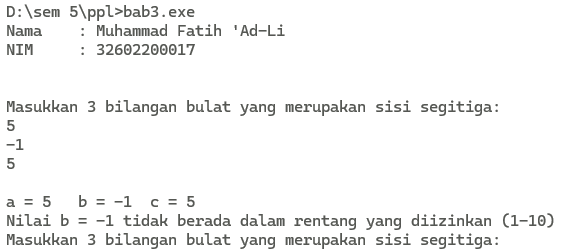 D:\sem 5\ppl>bab3.exe
Nama    : Muhammad Fatih 'Ad-Li
NIM     : 32602200017
Masukkan 3 bilangan bulat yang merupakan sisi segitiga:
5
-1
5
a = 5   b = -1  c = 5
Nilai b = -1 tidak berada dalam rentang yang diizinkan (1-10)
Masukkan 3 bilangan bulat yang merupakan sisi segitiga: